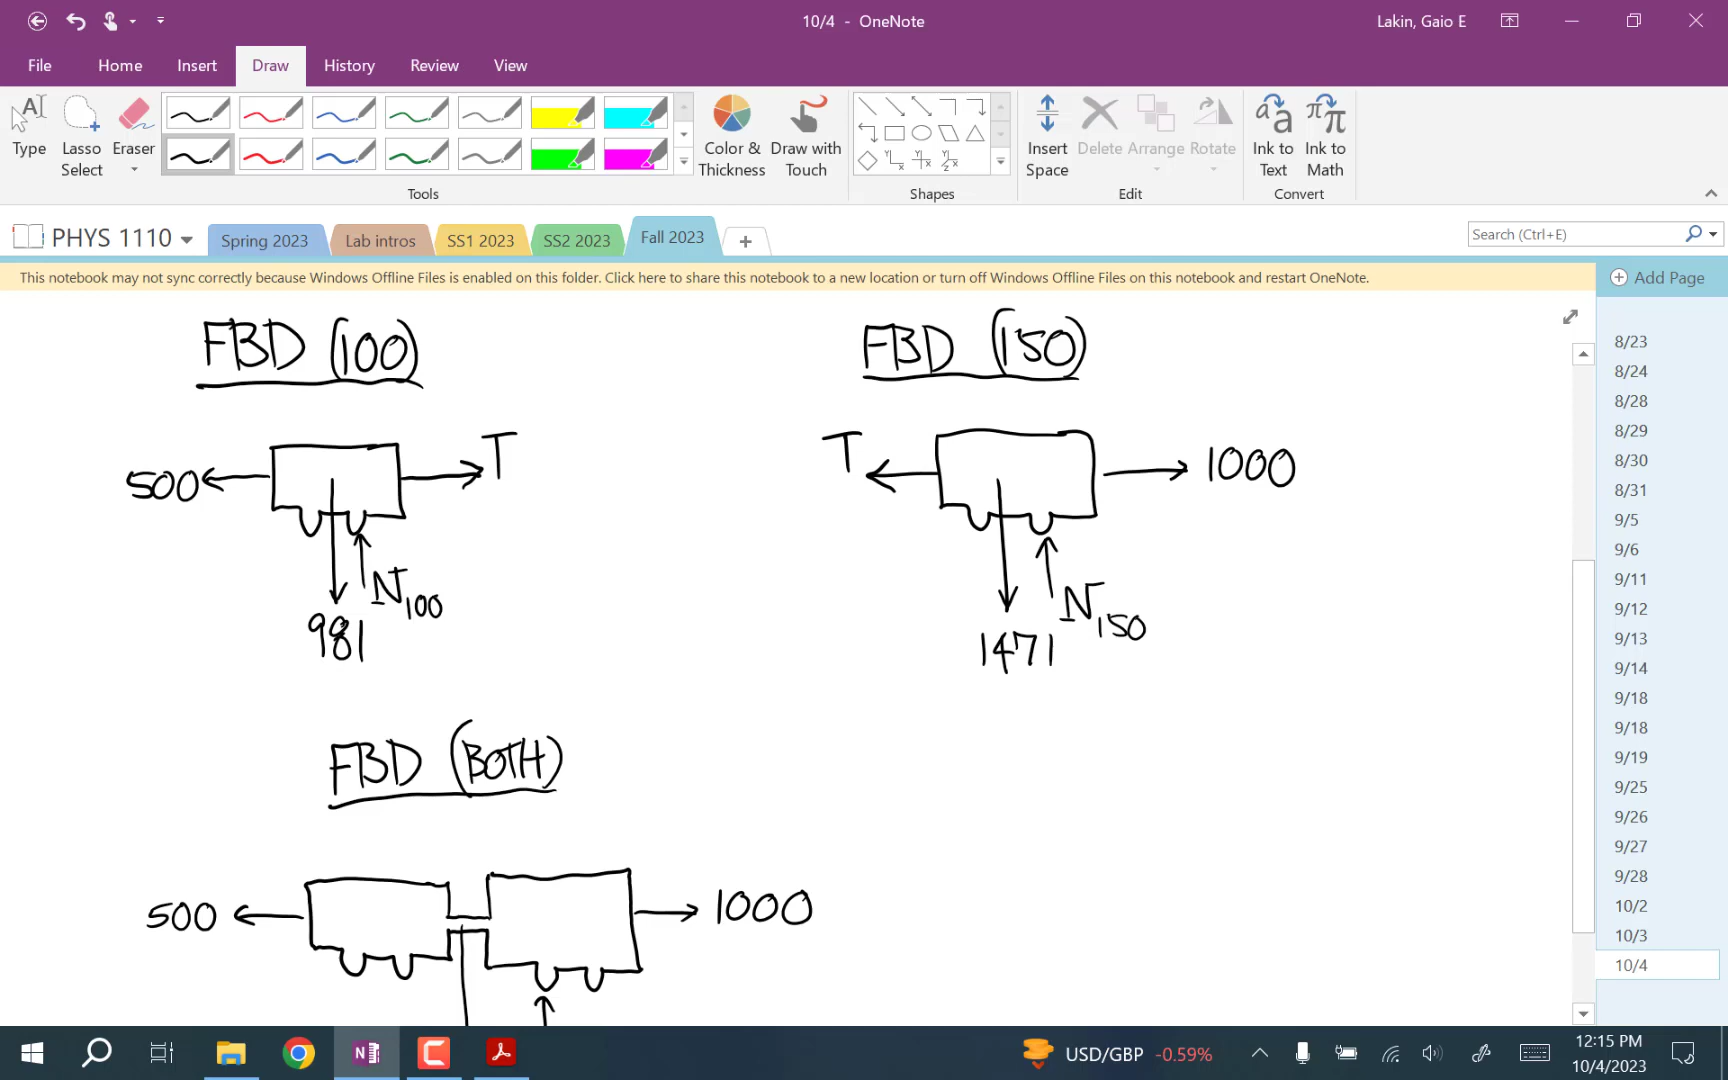 10/4 - OneNote
Lakin, Gaio E
File Home Insert Draw History Review View
Type
Lasso Select
Eraser
Color & Thickness
Draw with Touch
Insert Space
Delete
Arrange
Rotate
Ink to Text
Ink to Math
Tools
Shapes
Edit
Convert
PHYS 1110
Spring 2023
Lab intros
SS1 2023
SS2 2023
Fall 2023
Search (Ctrl+E)
This notebook may not sync correctly because Windows Offline Files is enabled on this folder. Click here to share this notebook to a new location or turn off Windows Offline Files on this notebook and restart OneNote.
Add Page
8/23
8/24
8/28
8/29
8/30
8/31
9/5
9/6
9/11
9/12
9/13
9/14
9/18
9/18
9/19
9/25
9/26
9/27
9/28
10/2
10/3
10/4
FBD (100)
500
T
N100
981
FBD (150)
T
1000
N150
1471
FBD (BOTH)
500
1000
USD/GBP -0.59%
12:15 PM
10/4/2023